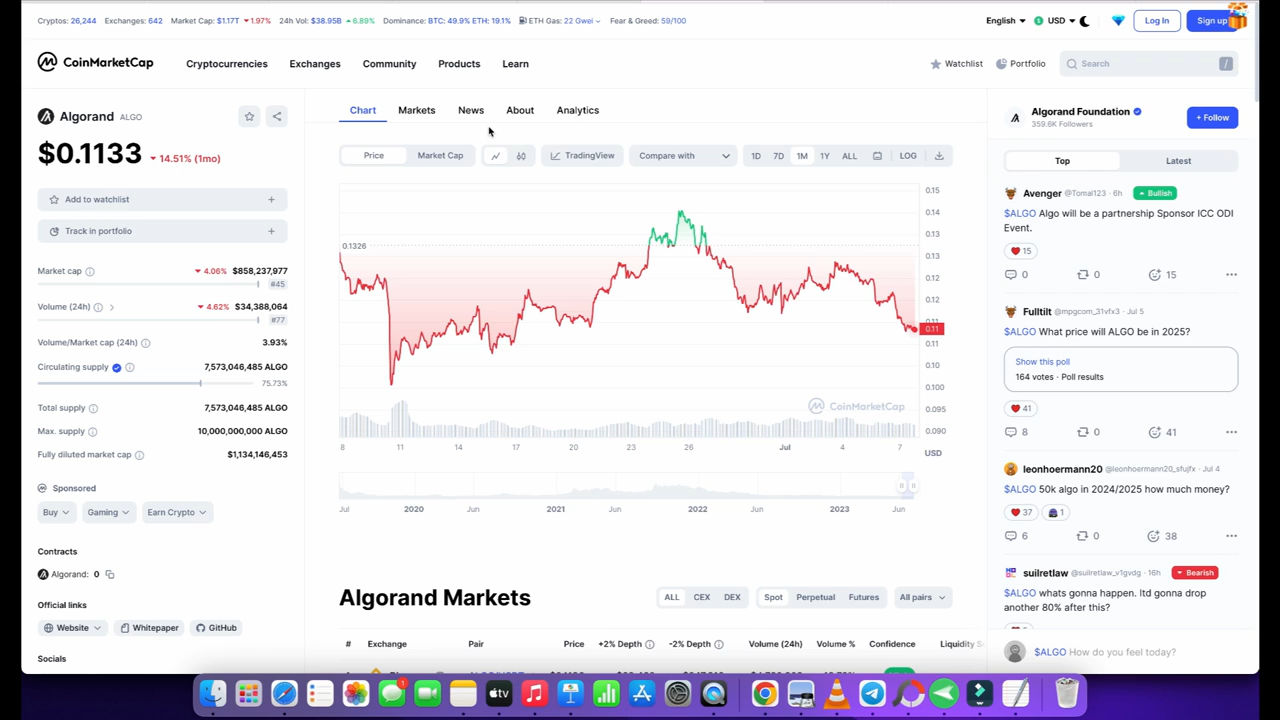 Cryptos: 26,244 Exchanges: 642 Market Cap: $1.17T 1.97% 24h Vol: $38.95B 6.89% Dominance: BTC: 49.9% ETH: 19.1% ETH Gas: 22 Gwei Fear & Greed: 59/100 English USD Log In Sign up
CoinMarketCap Cryptocurrencies Exchanges Community Products Learn Watchlist Portfolio Search /
Algorand ALGO
$0.1133 14.51% (1mo)
Add to watchlist +
Track in portfolio +
Market cap 4.06% $858,237,977
#45
Volume (24h) 4.62% $34,388,064
#77
Volume/Market cap (24h) 3.93%
Circulating supply 7,573,046,485 ALGO
75.73%
Total supply 7,573,046,485 ALGO
Max. supply 10,000,000,000 ALGO
Fully diluted market cap $1,134,146,453
Sponsored
Buy Gaming Earn Crypto
Contracts
Algorand: 0
Official links
Website Whitepaper GitHub
Socials
Chart Markets News About Analytics
Price Market Cap TradingView Compare with 1D 7D 1M 1Y ALL LOG
0.15
0.14
0.13
0.1326
0.12
0.12
0.11
0.11
0.10
0.100
0.095
0.090
CoinMarketCap
8 11 14 17 20 23 26 Jul 4 7 USD
Jul 2020 Jun 2021 Jun 2022 Jun 2023 Jun
Algorand Markets ALL CEX DEX Spot Perpetual Futures All pairs
# Exchange Pair Price +2% Depth -2% Depth Volume (24h) Volume % Confidence Liquidity
Algorand Foundation
359.6K Followers
+ Follow
Top Latest
Avenger @Tomal123 · 6h Bullish
$ALGO Algo will be a partnership Sponsor ICC ODI
Event.
15
0 0 15
Fulltilt @mpgcom_31vfx3 · Jul 5
$ALGO What price will ALGO be in 2025?
Show this poll
164 votes · Poll results
41
8 0 41
leonhoermann20 @leonhoermann20_sfujfx · Jul 4
$ALGO 50k algo in 2024/2025 how much money?
37 1
6 0 38
suilretlaw @suilretlaw_v1gvdg · 16h Bearish
$ALGO whats gonna happen. Itd gonna drop
another 80% after this?
$ALGO How do you feel today?
1
tv